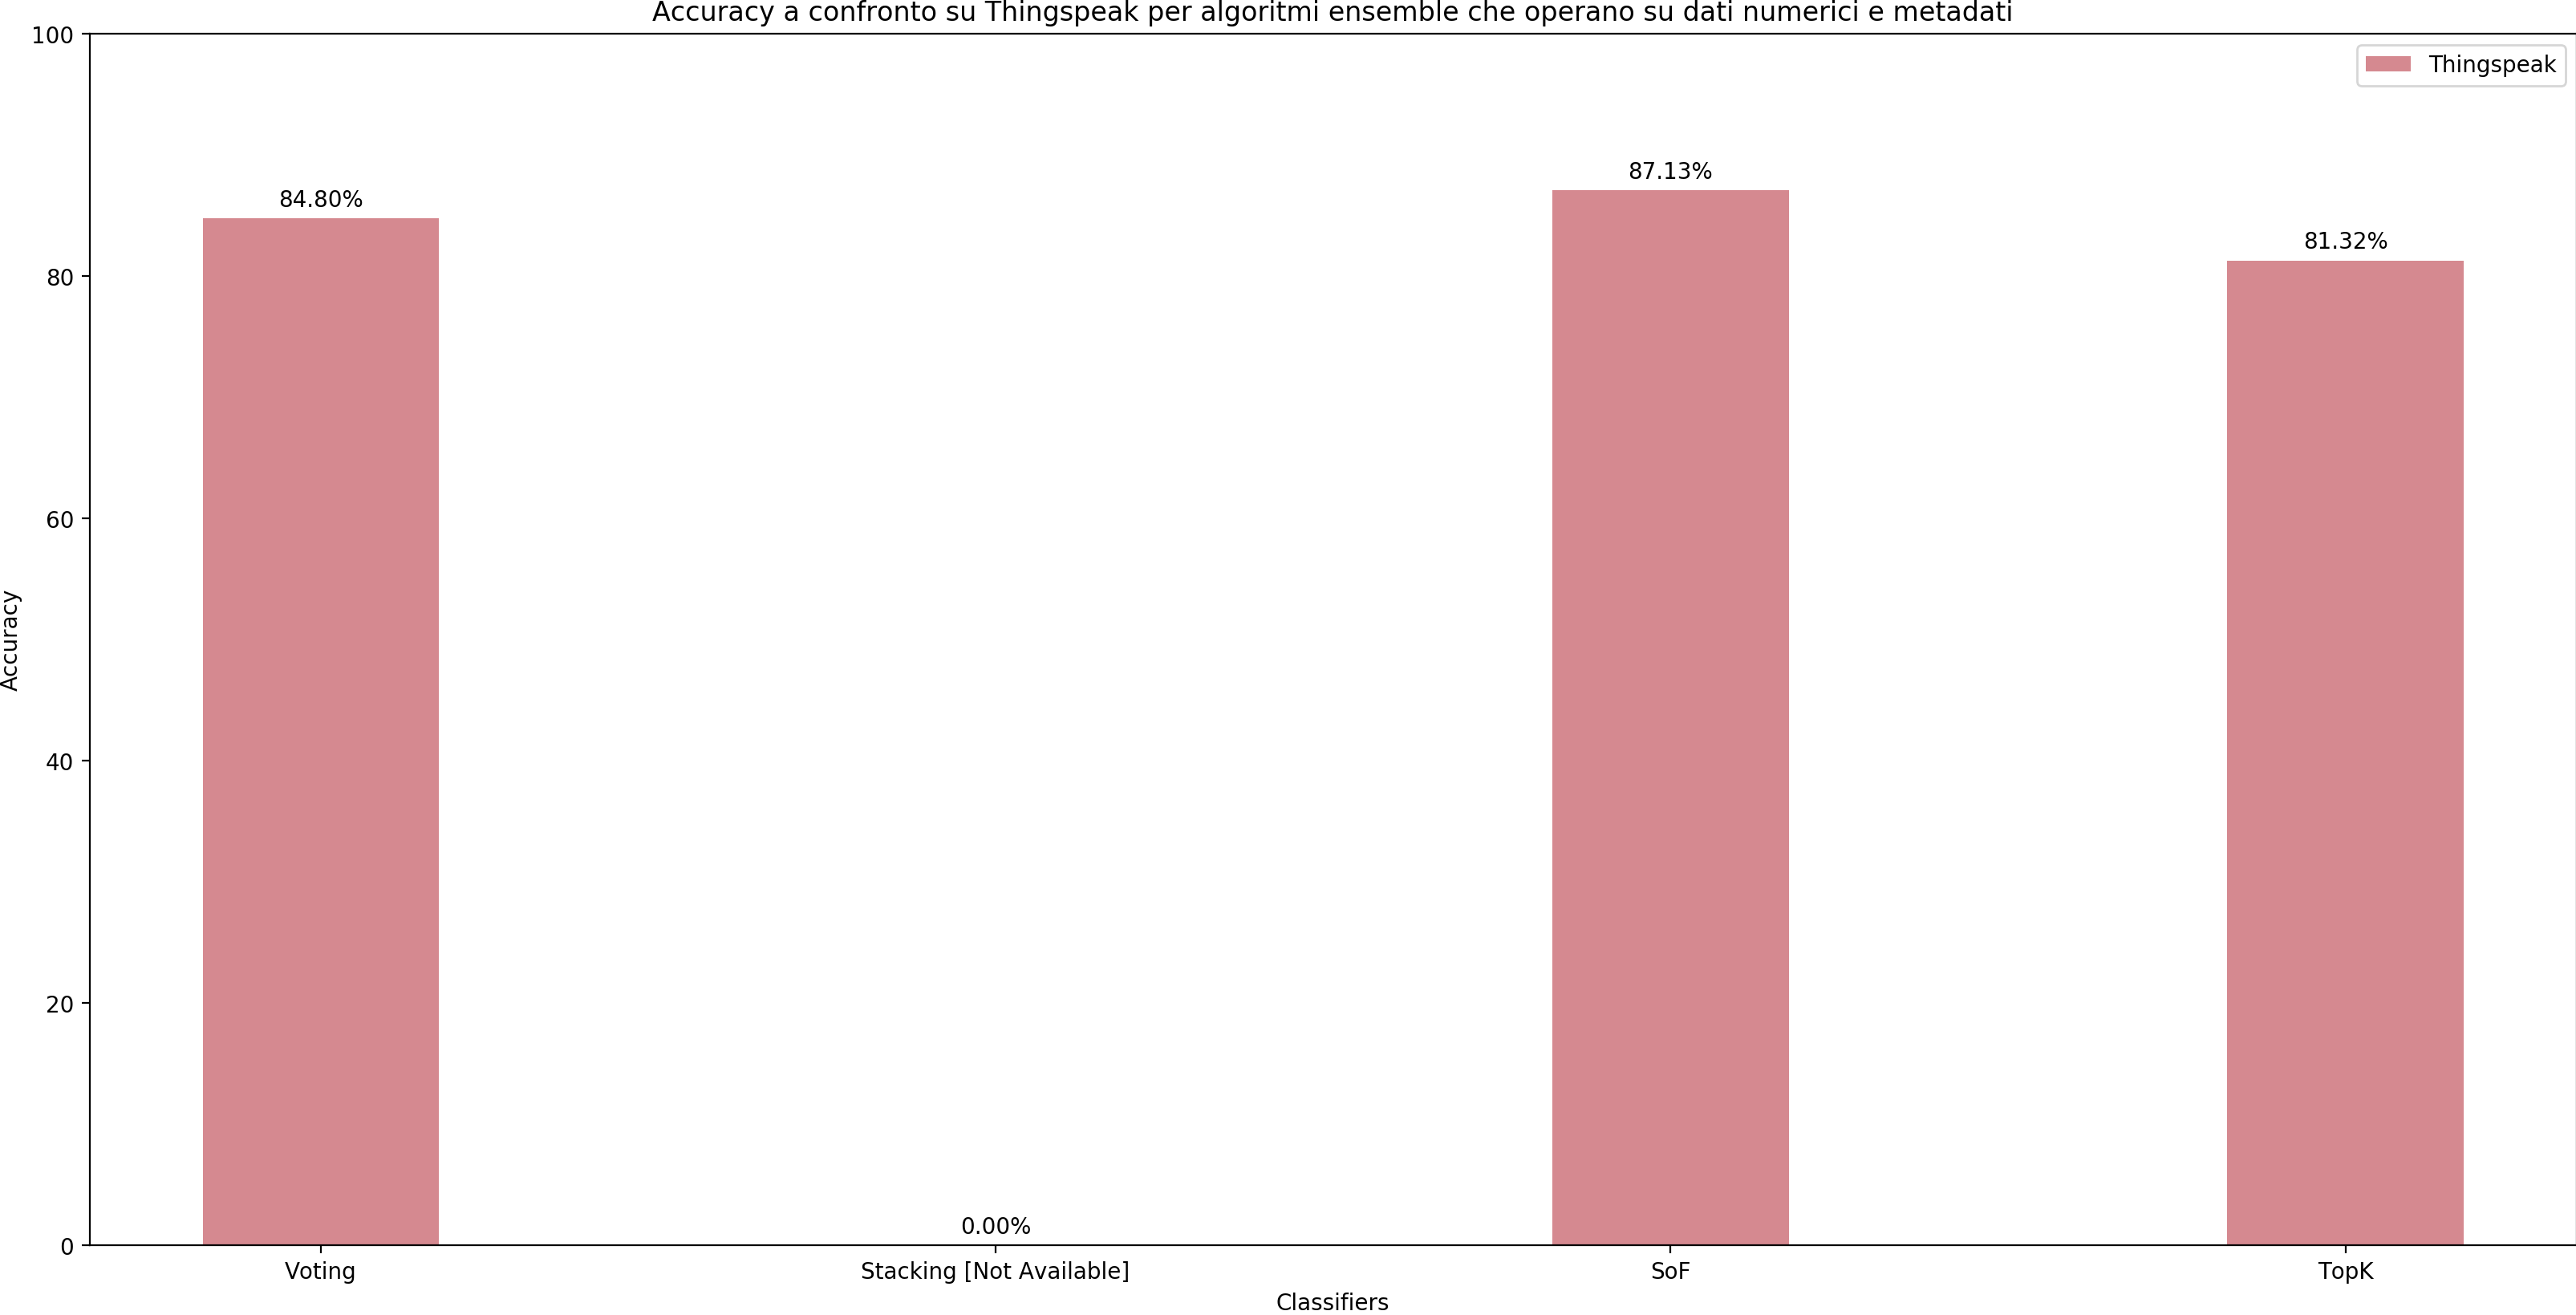 Accuracy a confronto su Thingspeak per algoritmi ensemble che operano su dati numerici e metadati
100
80
60
40
20
0
Accuracy
Thingspeak
84.80%
0.00%
87.13%
81.32%
Voting
Stacking [Not Available]
SoF
TopK
Classifiers